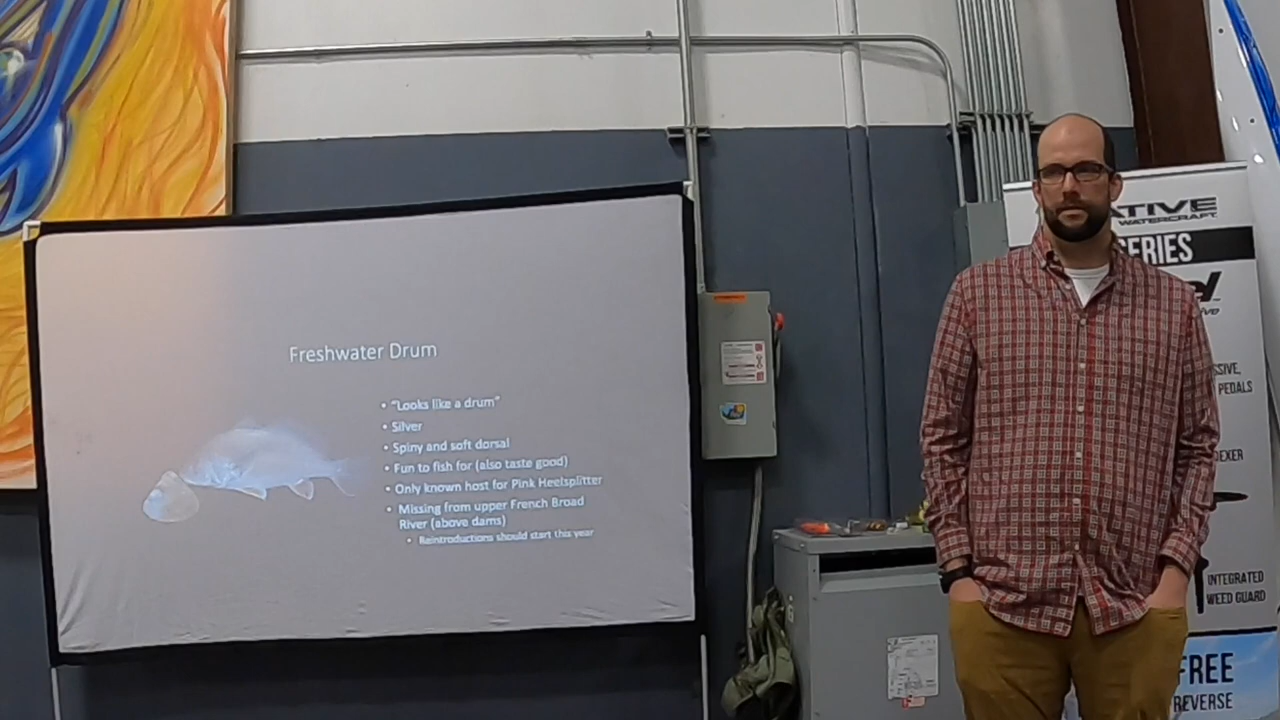 Freshwater Drum
• "Looks like a drum"
• Silver
• Spiny and soft dorsal
• Fun to fish for (also taste good)
• Only known host for Pink Heelsplitter
• Missing from upper French Broad
River (above dams)
• Reintroductions should start this year
ATIVE
WATERCRAFT
SERIES
el
SSIVE,
PEDALS
EXER
INTEGRATED
WEED GUARD
FREE
REVERSE